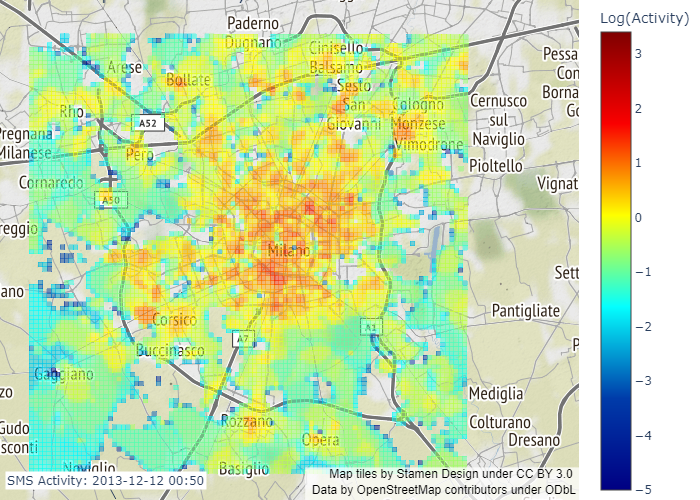 Log(Activity)
Paderno
Dugnano
Cinisello
Balsamo
Arese
Bollate
Sesto
San
Giovanni
Cologno
Monzese
Vimodrone
Cernusco
sul
Naviglio
Pessa
Con
Borna
Go
Rho
A52
Pregnana
Milanese
Pero
Pioltello
Cornaredo
A50
Vignat
reggio
Milano
ano
Sett
Pantigliate
Corsico
A7
A1
Buccinasco
P
Gaggiano
zo
Mediglia
Rozzano
Colturano
Gudo
sconti
Opera
Dresano
Naviglio
Basiglio
3
2
1
0
−1
−2
−3
−4
−5
SMS Activity: 2013-12-12 00:50
Map tiles by Stamen Design under CC BY 3.0
Data by OpenStreetMap contributors under ODbL